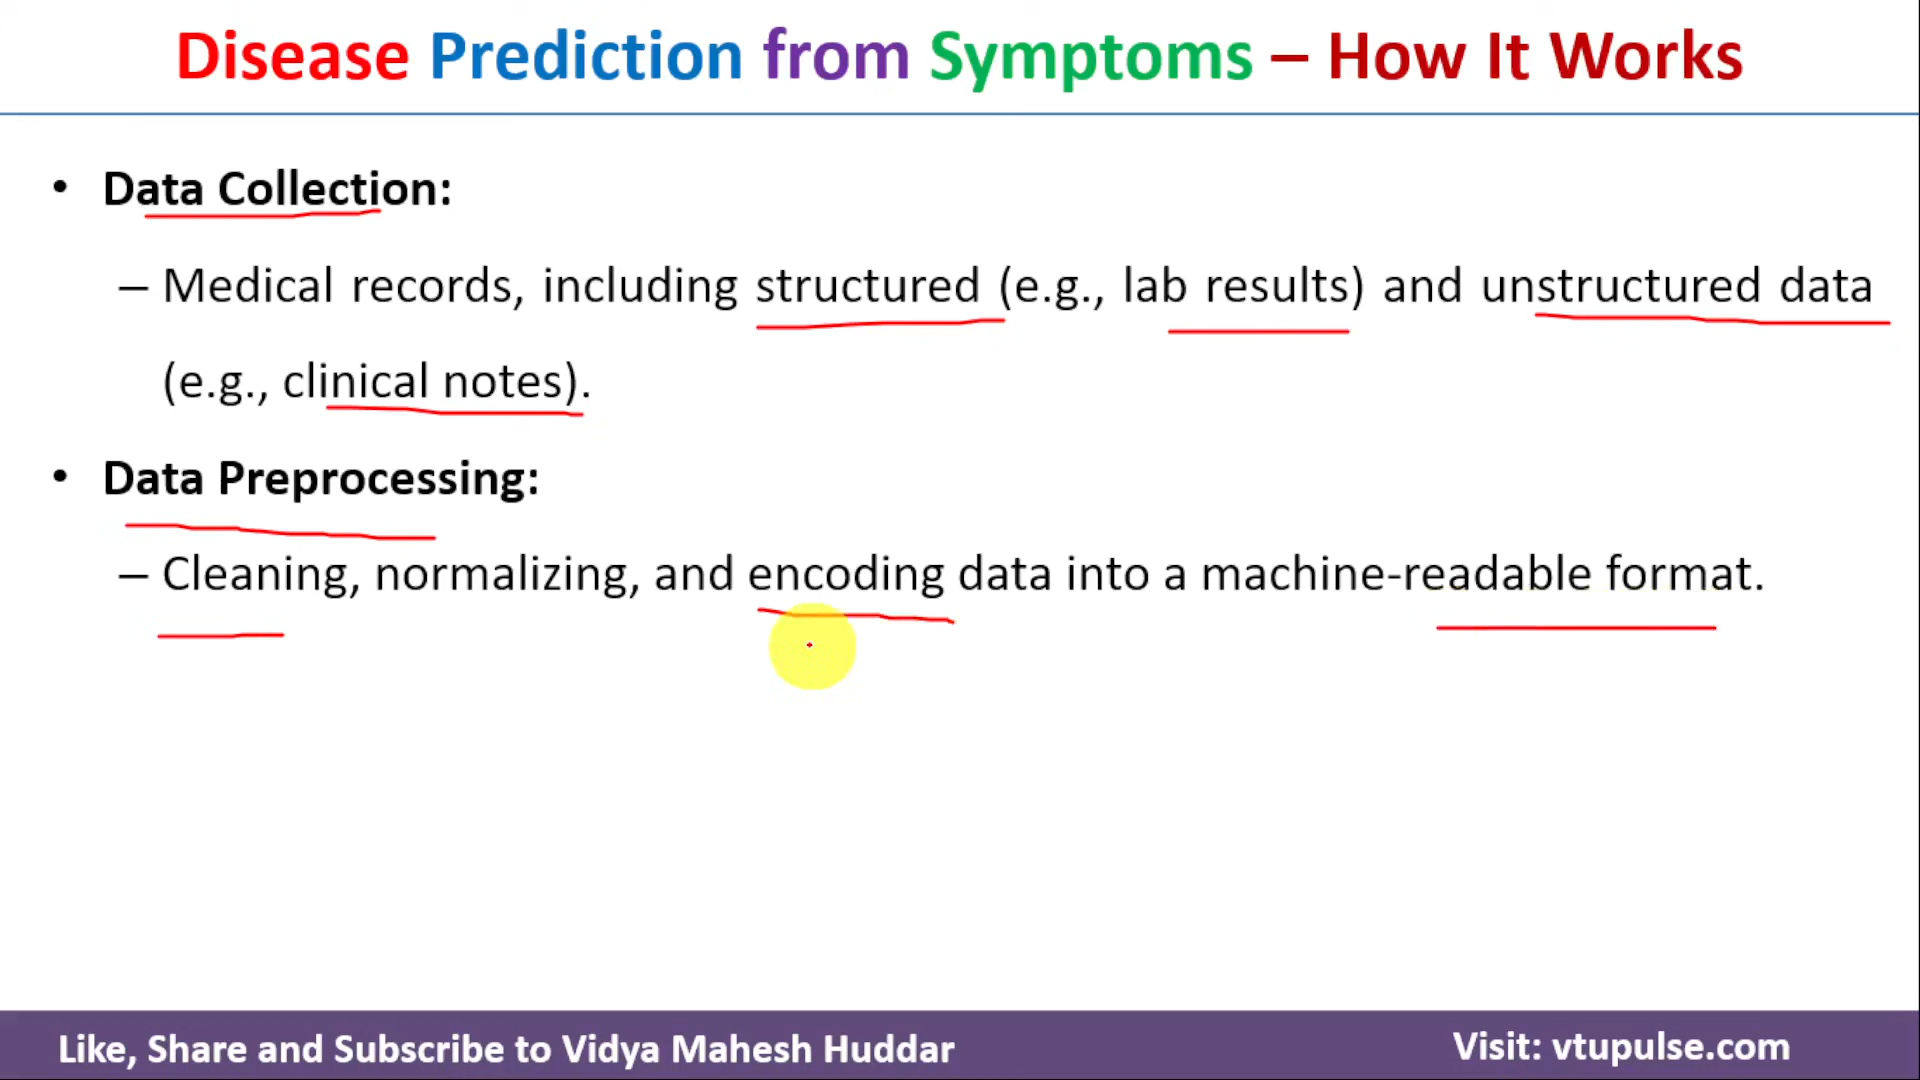 Disease Prediction from Symptoms – How It Works
• Data Collection:
– Medical records, including structured (e.g., lab results) and unstructured data
(e.g., clinical notes).
• Data Preprocessing:
– Cleaning, normalizing, and encoding data into a machine-readable format.
Like, Share and Subscribe to Vidya Mahesh Huddar
Visit: vtupulse.com